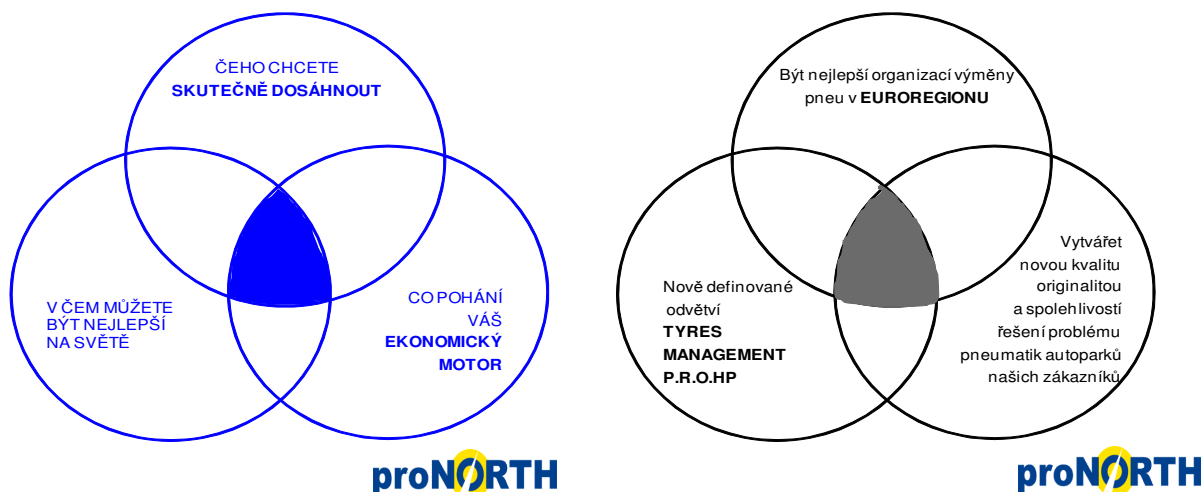 ČEHO CHCETE
SKUTEČNĚ DOSÁHNOUT
V ČEM MŮŽETE
BÝT NEJLEPŠÍ
NA SVĚTĚ
CO POHÁNÍ
VÁŠ
EKONOMICKÝ
MOTOR
proNORTH
Být nejlepší organizací výměny
pneu v EUROREGIONU
Nově definované
odvětví
TYRES
MANAGEMENT
P.R.O.HP
Vytvářet
novou kvalitu
originalitou
a spolehlivostí
řešení problému
pneumatik autoparků
našich zákazníků
proNORTH